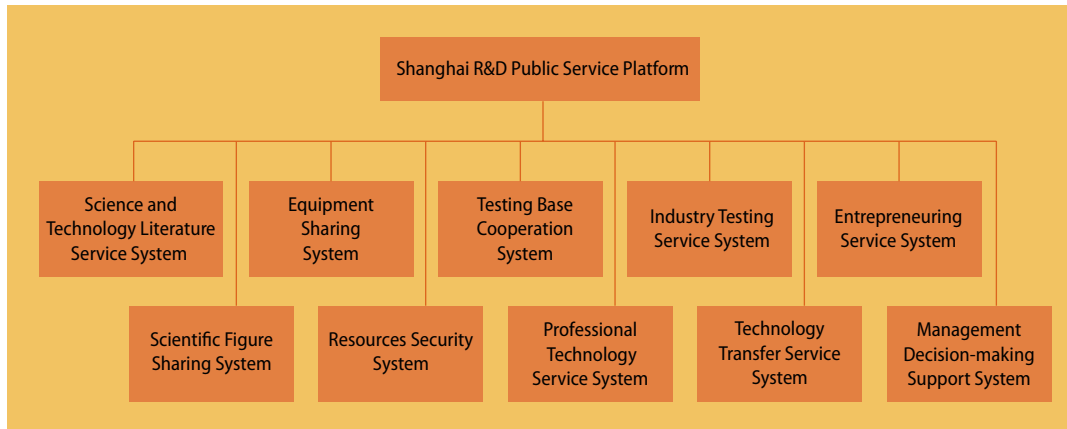 Shanghai R&D Public Service Platform
Science and
Technology Literature
Service System
Equipment
Sharing
System
Testing Base
Cooperation
System
Industry Testing
Service System
Entrepreneuring
Service System
Scientific Figure
Sharing System
Resources Security
System
Professional
Technology
Service System
Technology
Transfer Service
System
Management
Decision-making
Support System